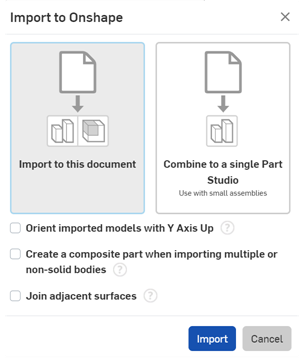 Import to Onshape
Import to this document
Combine to a single Part
Studio
Use with small assemblies
Orient imported models with Y Axis Up ?
Create a composite part when importing multiple or
non-solid bodies ?
Join adjacent surfaces ?
Import
Cancel